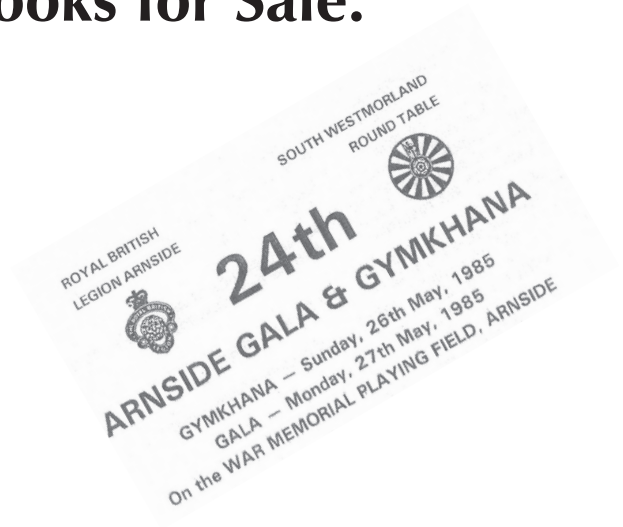 ooks for Sale.
SOUTH WESTMORLAND
ROUND TABLE
ROYAL BRITISH
LEGION ARNSIDE
24th
ARNSIDE GALA & GYMKHANA
GYMKHANA — Sunday, 26th May, 1985
GALA — Monday, 27th May, 1985
On the WAR MEMORIAL PLAYING FIELD, ARNSIDE